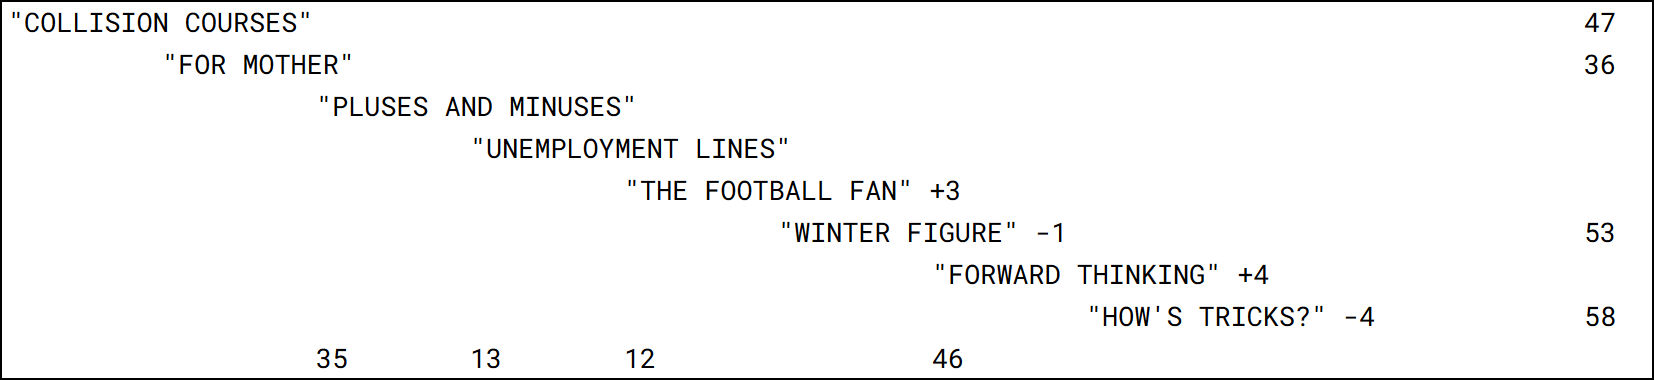 "COLLISION COURSES" 47
"FOR MOTHER" 36
"PLUSES AND MINUSES"
"UNEMPLOYMENT LINES"
"THE FOOTBALL FAN" +3
"WINTER FIGURE" -1 53
"FORWARD THINKING" +4
"HOW'S TRICKS?" -4 58
35 13 12 46